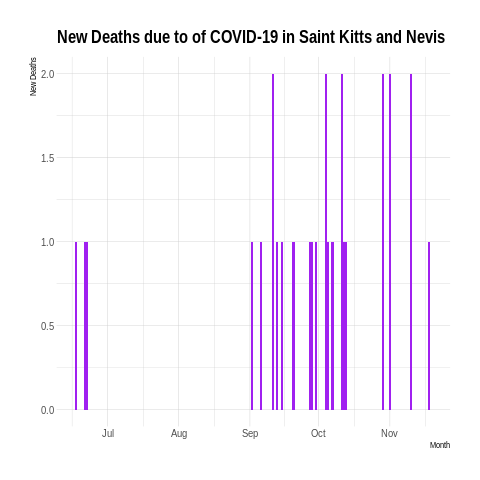 New Deaths due to of COVID-19 in Saint Kitts and Nevis
New Deaths
2.0
1.5
1.0
0.5
0.0
Jul Aug Sep Oct Nov
Month